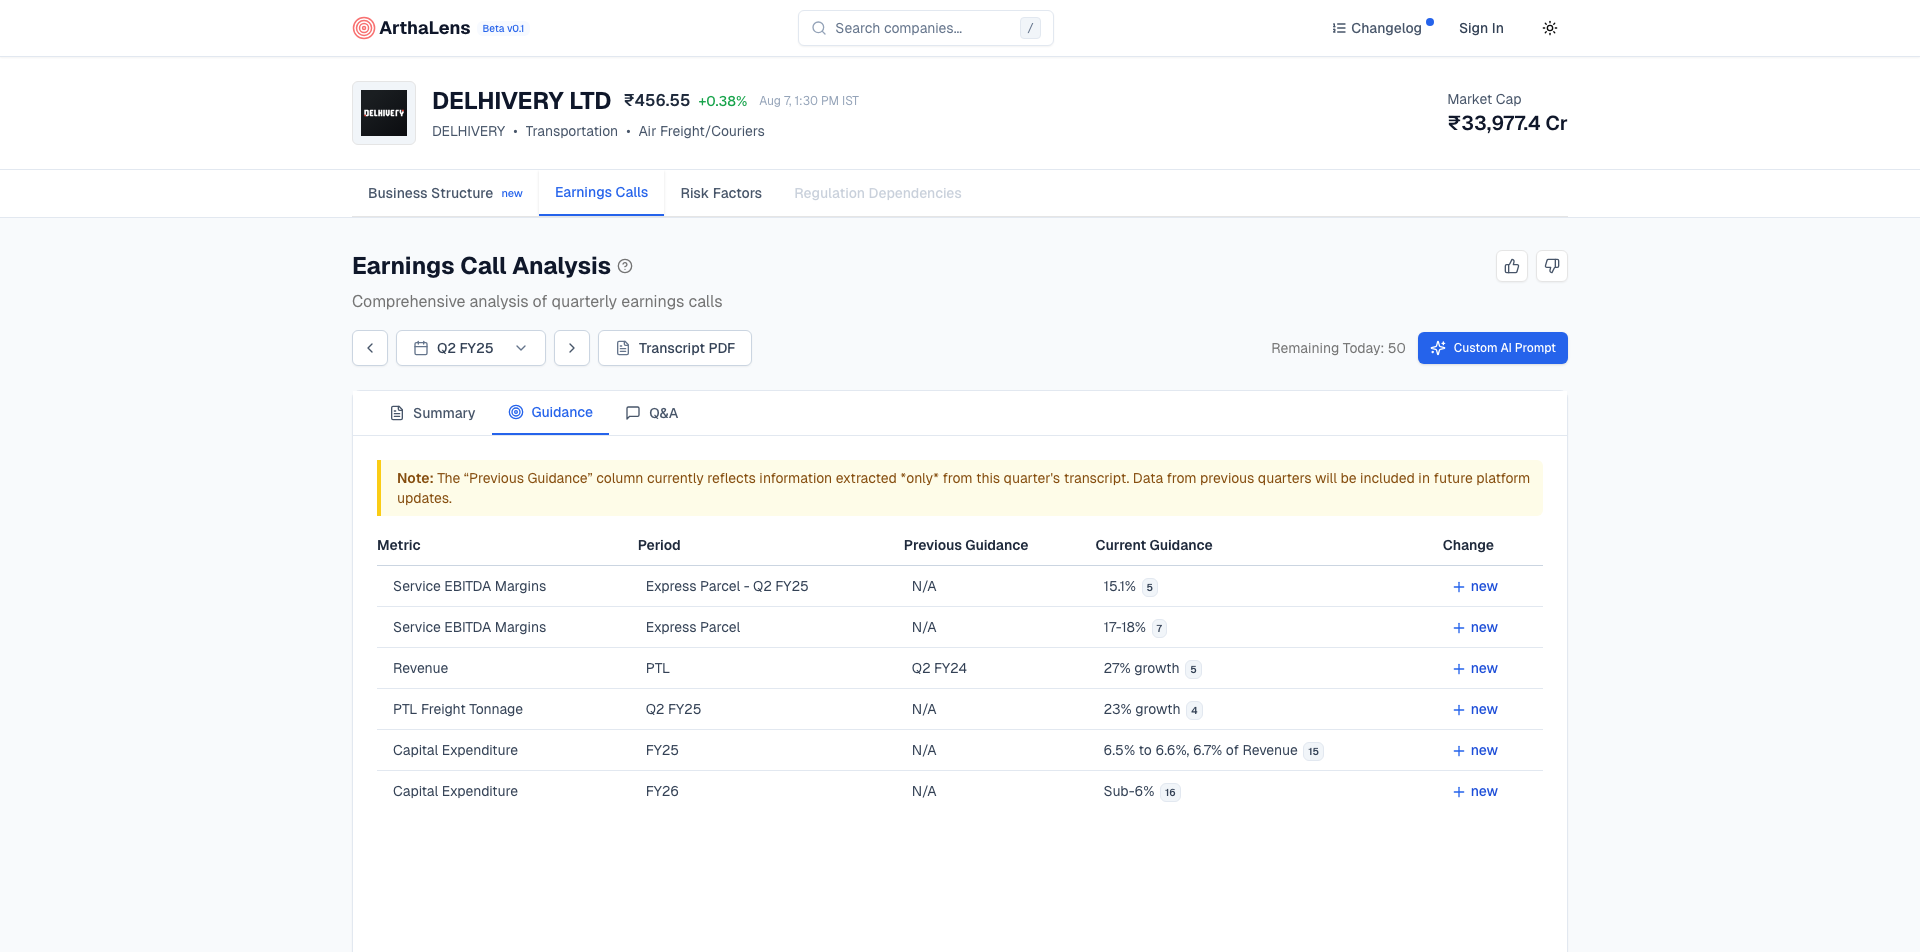 ArthaLens Beta v0.1
Search companies... /
Changelog
Sign In
DELHIVERY
DELHIVERY LTD ₹456.55 +0.38% Aug 7, 1:30 PM IST
DELHIVERY • Transportation • Air Freight/Couriers
Market Cap
₹33,977.4 Cr
Business Structure new
Earnings Calls
Risk Factors
Regulation Dependencies
Earnings Call Analysis
Comprehensive analysis of quarterly earnings calls
Q2 FY25
Transcript PDF
Remaining Today: 50
Custom AI Prompt
Summary
Guidance
Q&A
Note: The “Previous Guidance” column currently reflects information extracted *only* from this quarter's transcript. Data from previous quarters will be included in future platform
updates.
Metric Period Previous Guidance Current Guidance Change
Service EBITDA Margins Express Parcel - Q2 FY25 N/A 15.1% 5 + new
Service EBITDA Margins Express Parcel N/A 17-18% 7 + new
Revenue PTL Q2 FY24 27% growth 5 + new
PTL Freight Tonnage Q2 FY25 N/A 23% growth 4 + new
Capital Expenditure FY25 N/A 6.5% to 6.6%, 6.7% of Revenue 15 + new
Capital Expenditure FY26 N/A Sub-6% 16 + new